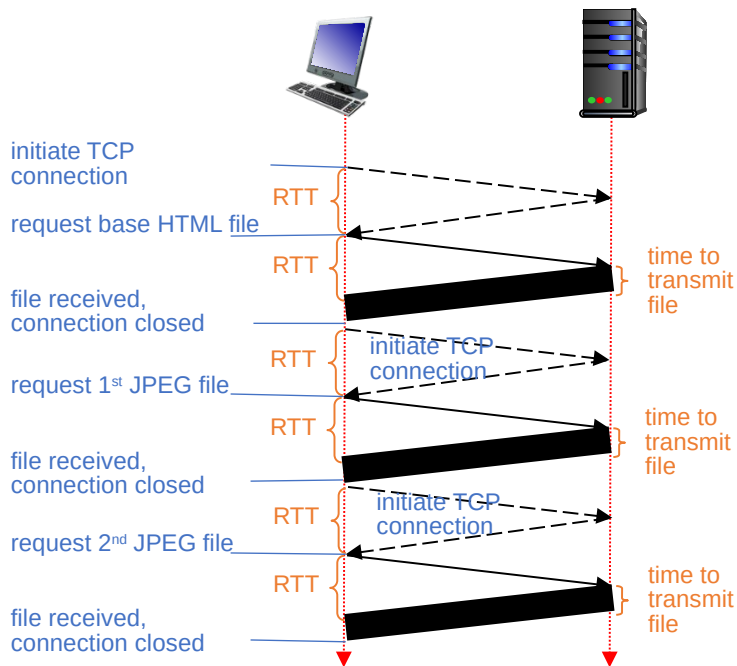 initiate TCP
connection
RTT
request base HTML file
RTT
time to
transmit
file
file received,
connection closed
initiate TCP
connection
RTT
request 1st JPEG file
RTT
time to
transmit
file
file received,
connection closed
initiate TCP
connection
RTT
request 2nd JPEG file
RTT
time to
transmit
file
file received,
connection closed